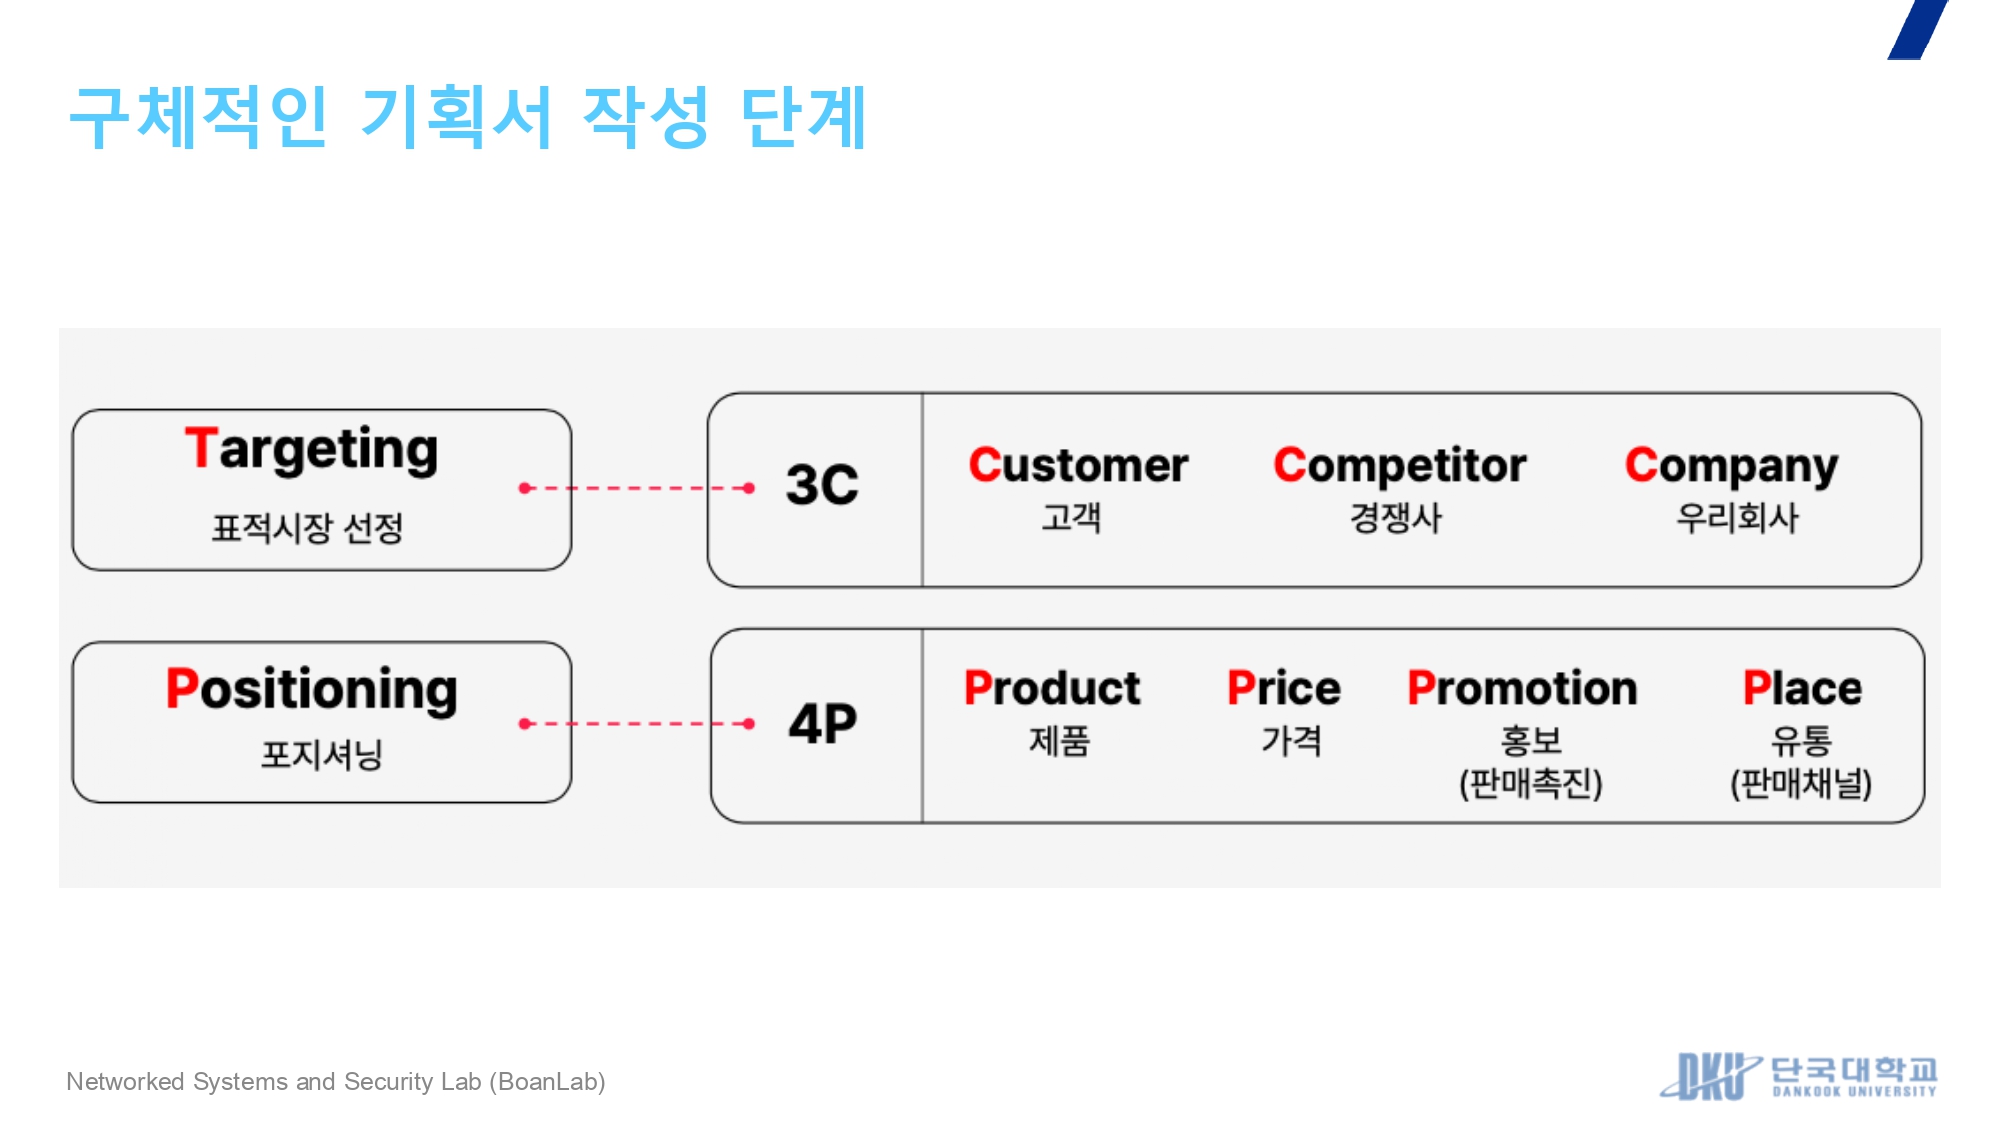 구체적인 기획서 작성 단계
Targeting
표적시장 선정
3C
Customer
고객
Competitor
경쟁사
Company
우리회사
Positioning
포지셔닝
4P
Product
제품
Price
가격
Promotion
홍보
(판매촉진)
Place
유통
(판매채널)
Networked Systems and Security Lab (BoanLab)
DKU 단국대학교
DANKOOK UNIVERSITY